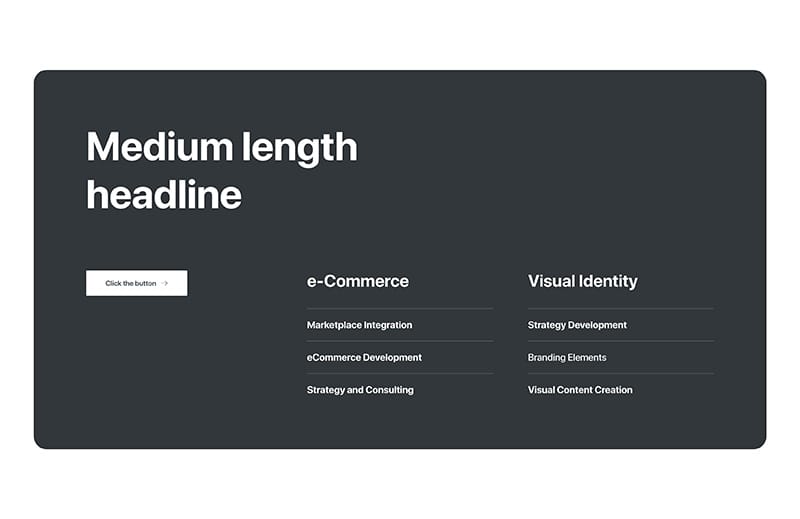 Medium length
headline
Click the button →
e-Commerce
Marketplace Integration
eCommerce Development
Strategy and Consulting
Visual Identity
Strategy Development
Branding Elements
Visual Content Creation